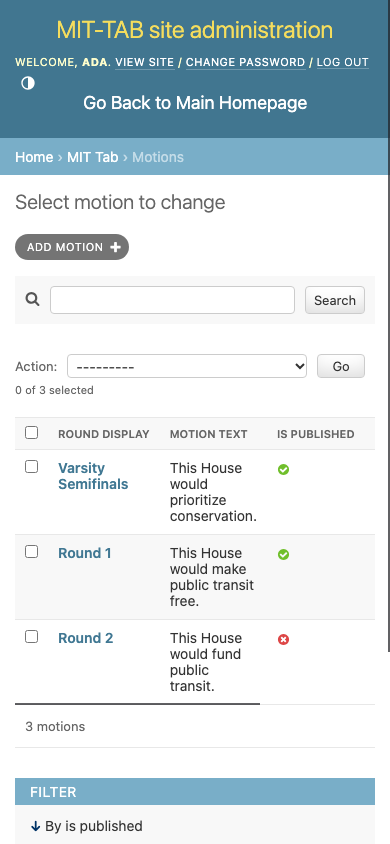 MIT-TAB site administration
WELCOME, ADA. VIEW SITE / CHANGE PASSWORD / LOG OUT
Go Back to Main Homepage
Home › MIT Tab › Motions
Select motion to change
ADD MOTION +
Search
Action: --------- Go
0 of 3 selected
ROUND DISPLAY MOTION TEXT IS PUBLISHED
Varsity
Semifinals
This House
would
prioritize
conservation.
Round 1
This House
would make
public transit
free.
Round 2
This House
would fund
public
transit.
3 motions
FILTER
↓ By is published